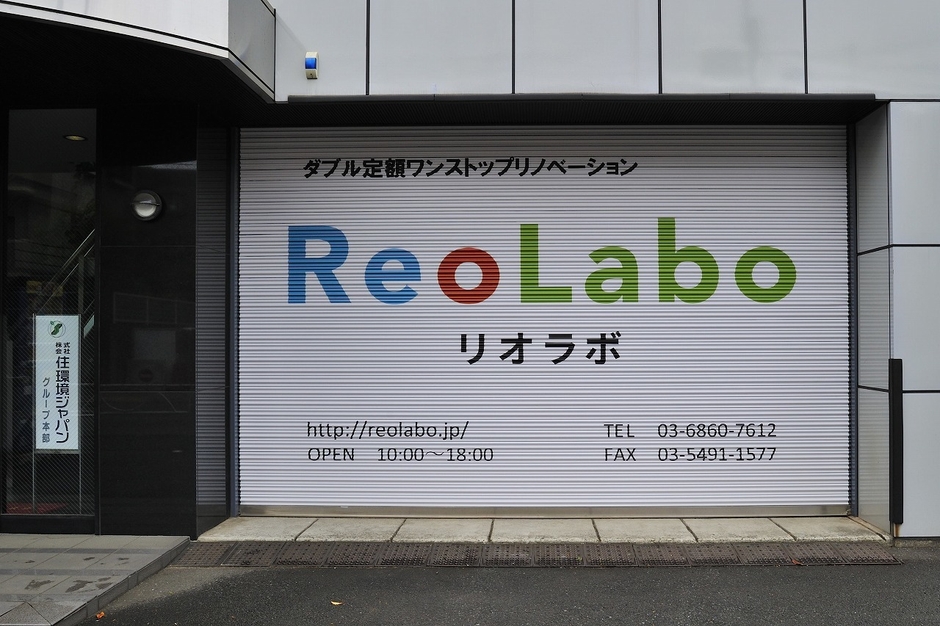 ダブル定額ワンストップリノベーション
ReoLabo
リオラボ
http://reolabo.jp/
OPEN 10:00〜18:00
TEL 03-6860-7612
FAX 03-5491-1577
株式会社住環境ジャパン
グループ本部